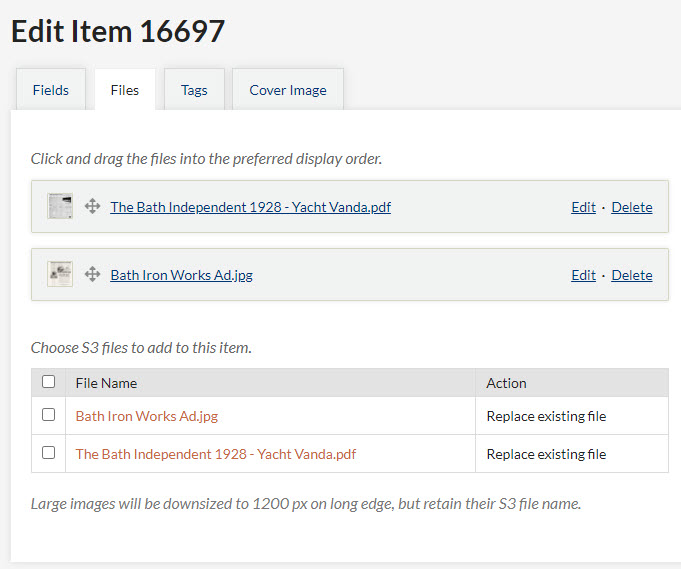 Edit Item 16697
Fields Files Tags Cover Image
Click and drag the files into the preferred display order.
The Bath Independent 1928 - Yacht Vanda.pdf Edit · Delete
Bath Iron Works Ad.jpg Edit · Delete
Choose S3 files to add to this item.
File Name Action
Bath Iron Works Ad.jpg Replace existing file
The Bath Independent 1928 - Yacht Vanda.pdf Replace existing file
Large images will be downsized to 1200 px on long edge, but retain their S3 file name.